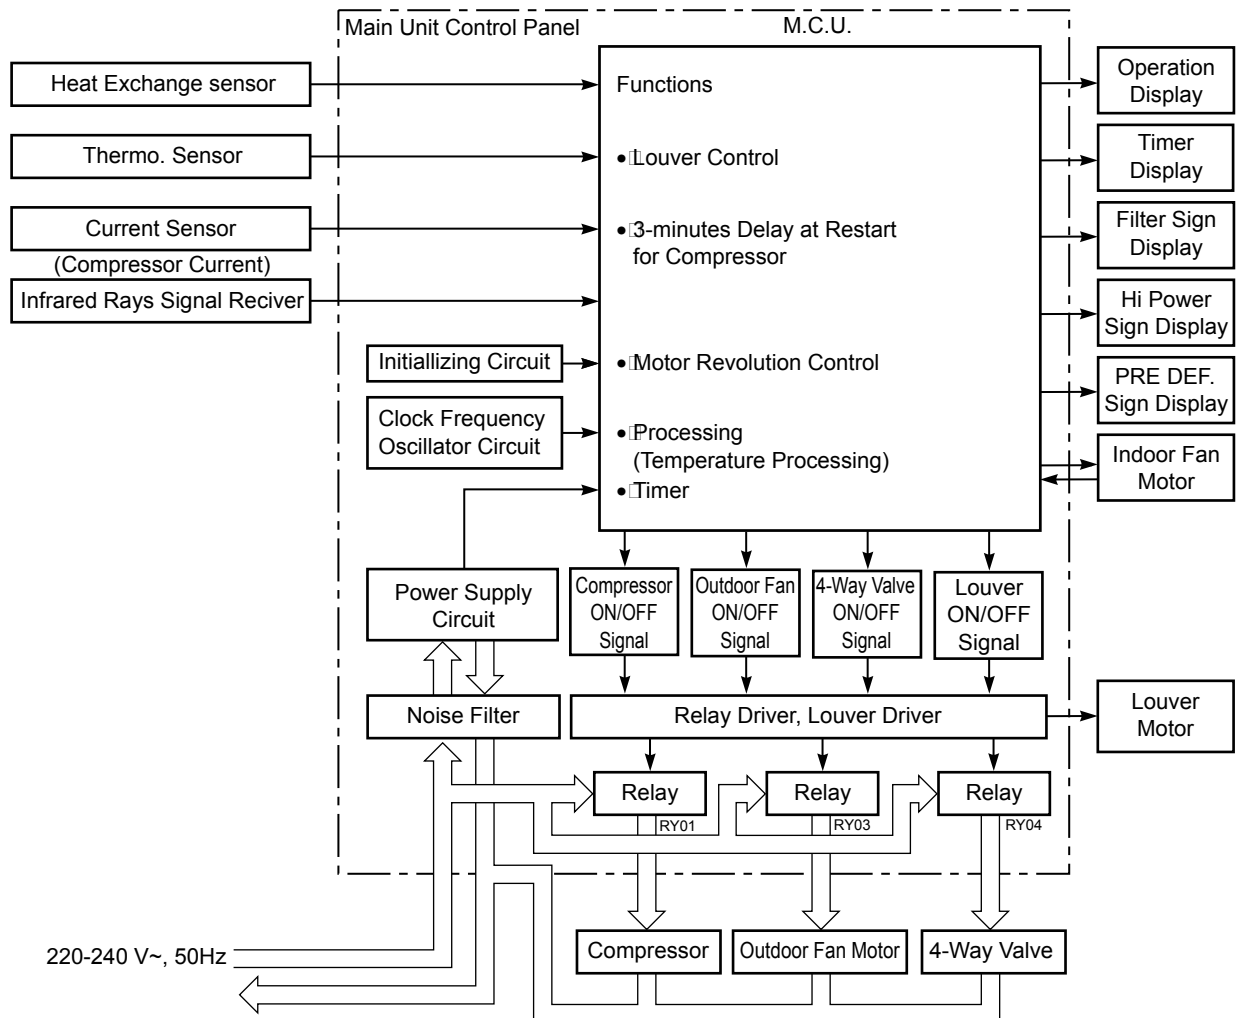 Main Unit Control Panel
M.C.U.
Heat Exchange sensor
Thermo. Sensor
Current Sensor
(Compressor Current)
Infrared Rays Signal Reciver
Initiallizing Circuit
Clock Frequency
Oscillator Circuit
Power Supply
Circuit
Noise Filter
220-240 V~, 50Hz
Functions
• Louver Control
• 3-minutes Delay at Restart
for Compressor
• Motor Revolution Control
• Processing
(Temperature Processing)
• Timer
Operation
Display
Timer
Display
Filter Sign
Display
Hi Power
Sign Display
PRE DEF.
Sign Display
Indoor Fan
Motor
Compressor
ON/OFF
Signal
Outdoor Fan
ON/OFF
Signal
4-Way Valve
ON/OFF
Signal
Louver
ON/OFF
Signal
Relay Driver, Louver Driver
Louver
Motor
Relay
RY01
Relay
RY03
Relay
RY04
Compressor
Outdoor Fan Motor
4-Way Valve